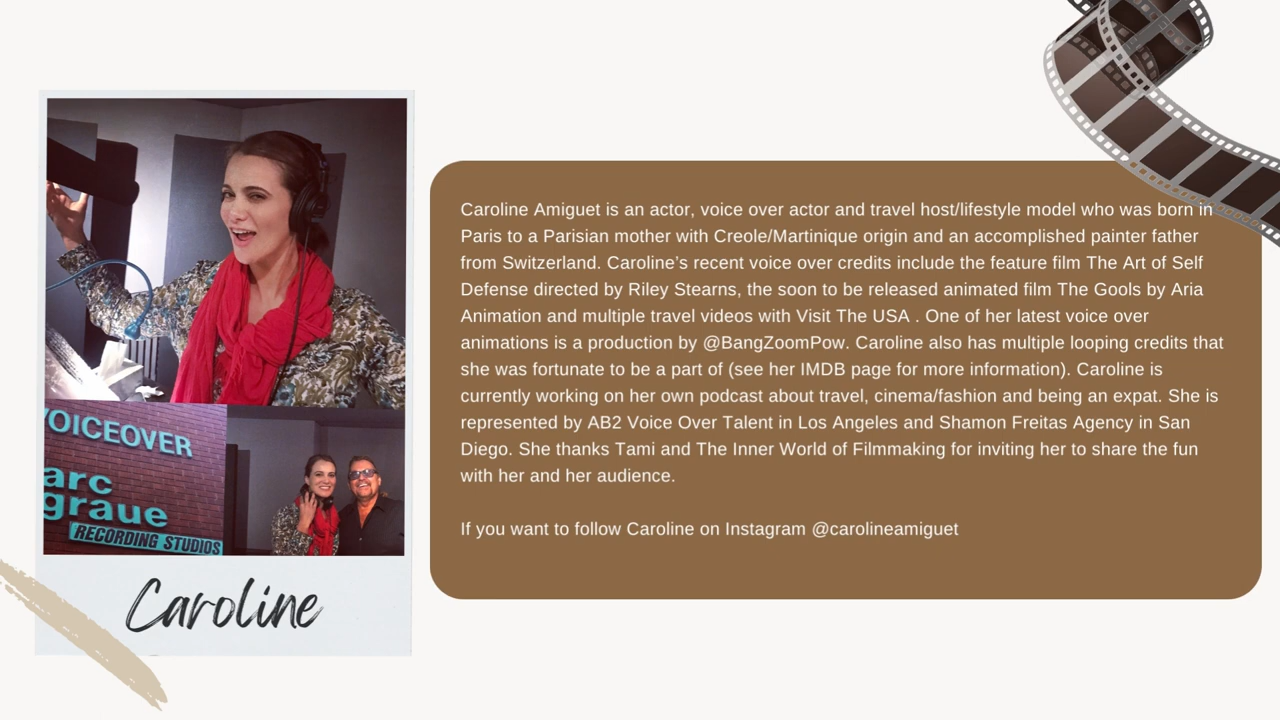 VOICEOVER
arc
graue
RECORDING STUDIOS
Caroline
Caroline Amiguet is an actor, voice over actor and travel host/lifestyle model who was born in
Paris to a Parisian mother with Creole/Martinique origin and an accomplished painter father
from Switzerland. Caroline’s recent voice over credits include the feature film The Art of Self
Defense directed by Riley Stearns, the soon to be released animated film The Gools by Aria
Animation and multiple travel videos with Visit The USA . One of her latest voice over
animations is a production by @BangZoomPow. Caroline also has multiple looping credits that
she was fortunate to be a part of (see her IMDB page for more information). Caroline is
currently working on her own podcast about travel, cinema/fashion and being an expat. She is
represented by AB2 Voice Over Talent in Los Angeles and Shamon Freitas Agency in San
Diego. She thanks Tami and The Inner World of Filmmaking for inviting her to share the fun
with her and her audience.
If you want to follow Caroline on Instagram @carolineamiguet